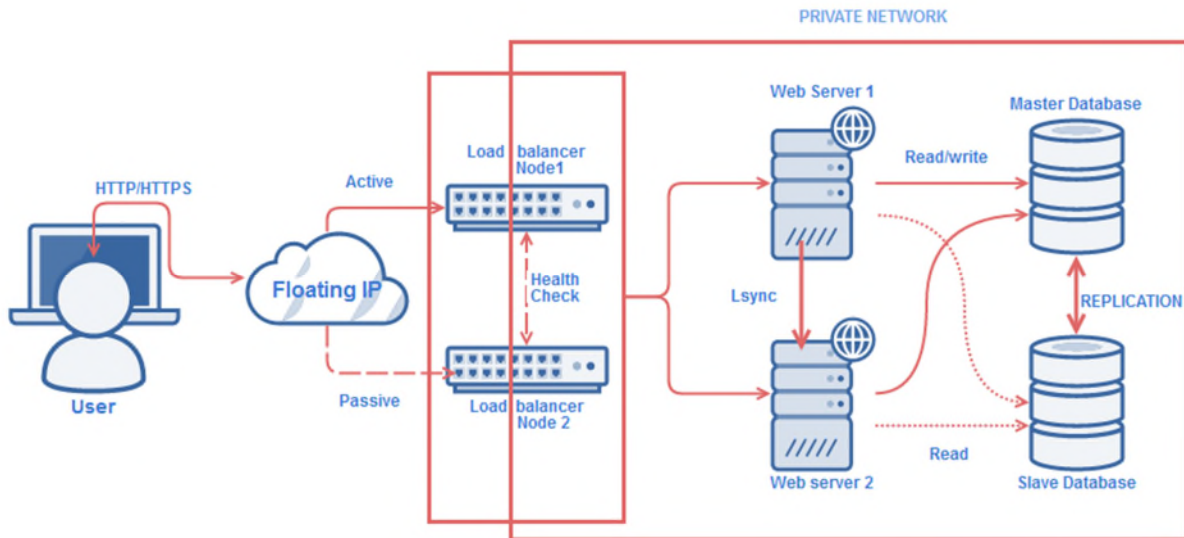 PRIVATE NETWORK
Web Server 1
Master Database
Load balancer
Node1
Read/write
HTTP/HTTPS
Active
Floating IP
Health
Check
Lsync
REPLICATION
User
Passive
Load balancer
Node 2
Read
Web server 2
Slave Database